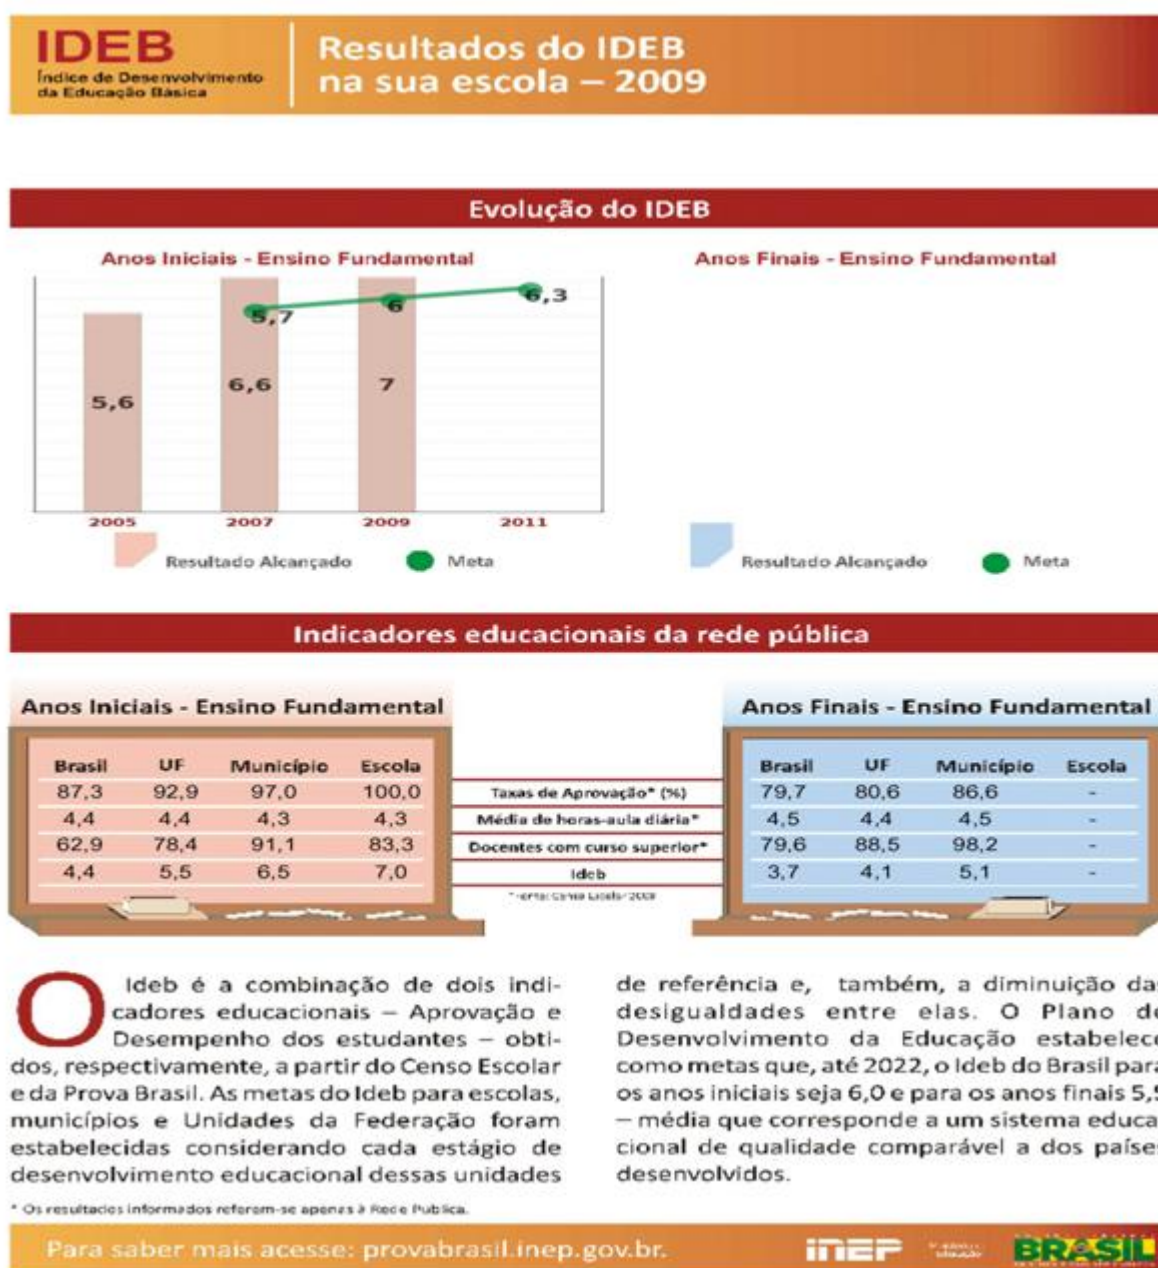 IDEB
Índice de Desenvolvimento
da Educação Básica
Resultados do IDEB
na sua escola – 2009
Evolução do IDEB
Anos Iniciais - Ensino Fundamental
5,6
5,7
6,6
6
7
6,3
2005 2007 2009 2011
Resultado Alcançado Meta
Anos Finais - Ensino Fundamental
Resultado Alcançado Meta
Indicadores educacionais da rede pública
Anos Iniciais - Ensino Fundamental
Brasil UF Município Escola
87,3 92,9 97,0 100,0
4,4 4,4 4,3 4,3
62,9 78,4 91,1 83,3
4,4 5,5 6,5 7,0
Taxas de Aprovação* (%)
Média de horas-aula diária*
Docentes com curso superior*
Ideb
Anos Finais - Ensino Fundamental
Brasil UF Município Escola
79,7 80,6 86,6 -
4,5 4,4 4,5 -
79,6 88,5 98,2 -
3,7 4,1 5,1 -
O Ideb é a combinação de dois indi-
cadores educacionais – Aprovação e
Desempenho dos estudantes – obti-
dos, respectivamente, a partir do Censo Escolar
e da Prova Brasil. As metas do Ideb para escolas,
municípios e Unidades da Federação foram
estabelecidas considerando cada estágio de
desenvolvimento educacional dessas unidades
de referência e, também, a diminuição das
desigualdades entre elas. O Plano de
Desenvolvimento da Educação estabelece
como metas que, até 2022, o Ideb do Brasil para
os anos iniciais seja 6,0 e para os anos finais 5,5
– média que corresponde a um sistema educa
cional de qualidade comparável a dos países
desenvolvidos.
* Os resultados informados referem-se apenas à Rede Publica.
Para saber mais acesse: provabrasil.inep.gov.br.
inep
BRASIL